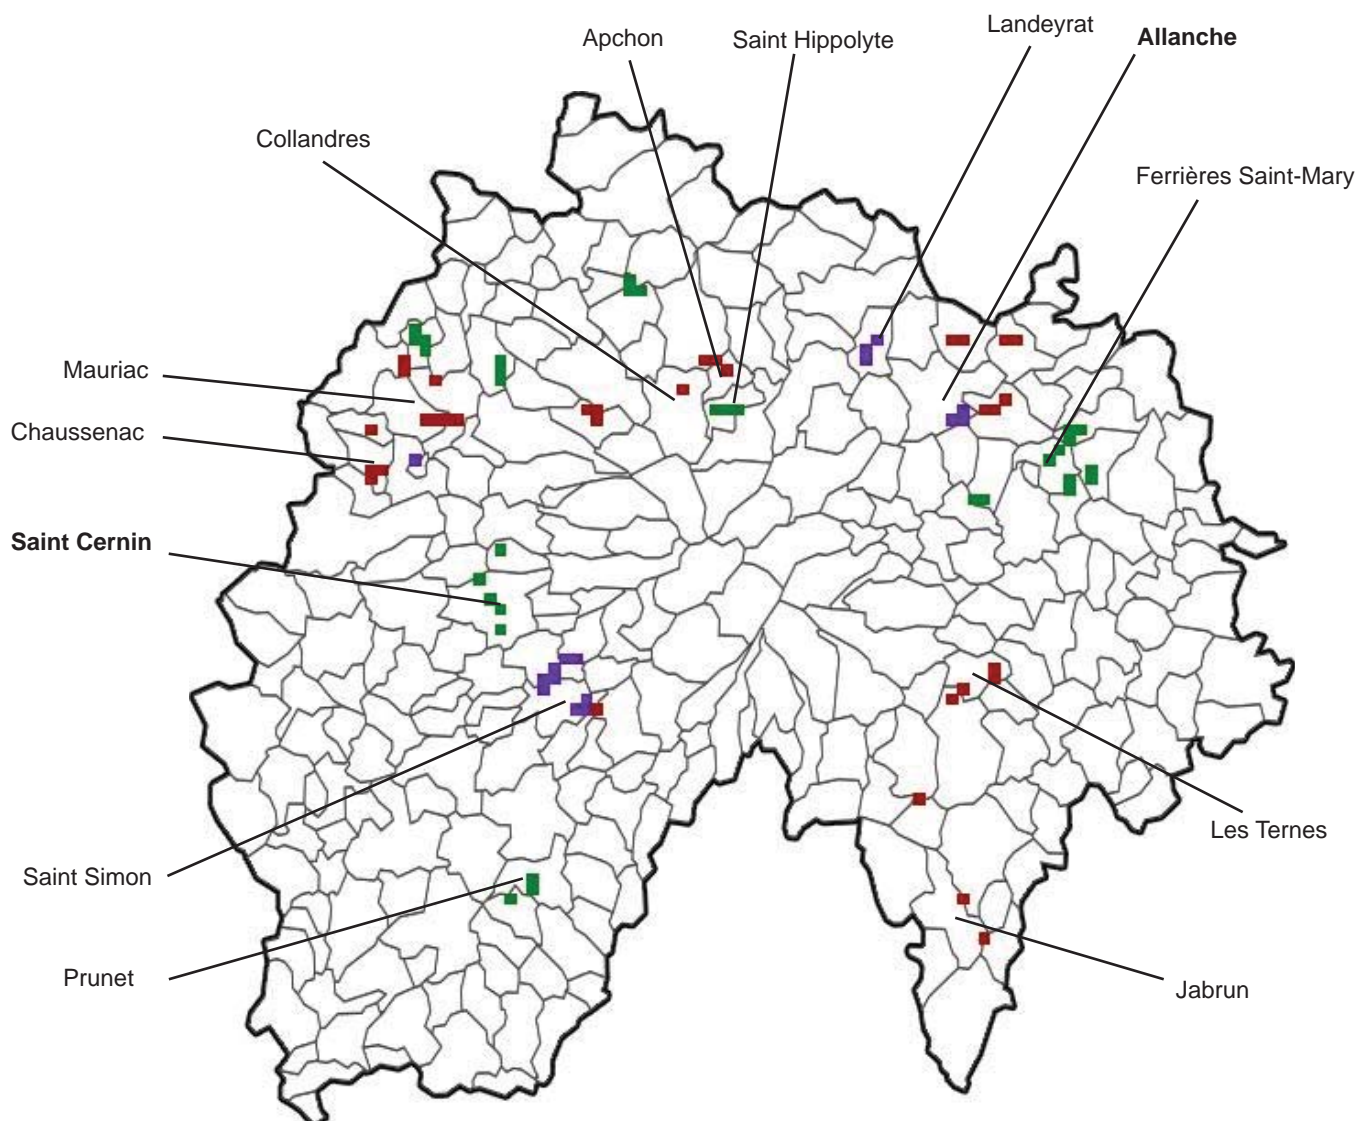 Landeyrat
Apchon
Saint Hippolyte
Allanche
Collandres
Ferrières Saint-Mary
Mauriac
Chaussenac
Saint Cernin
Les Ternes
Saint Simon
Prunet
Jabrun